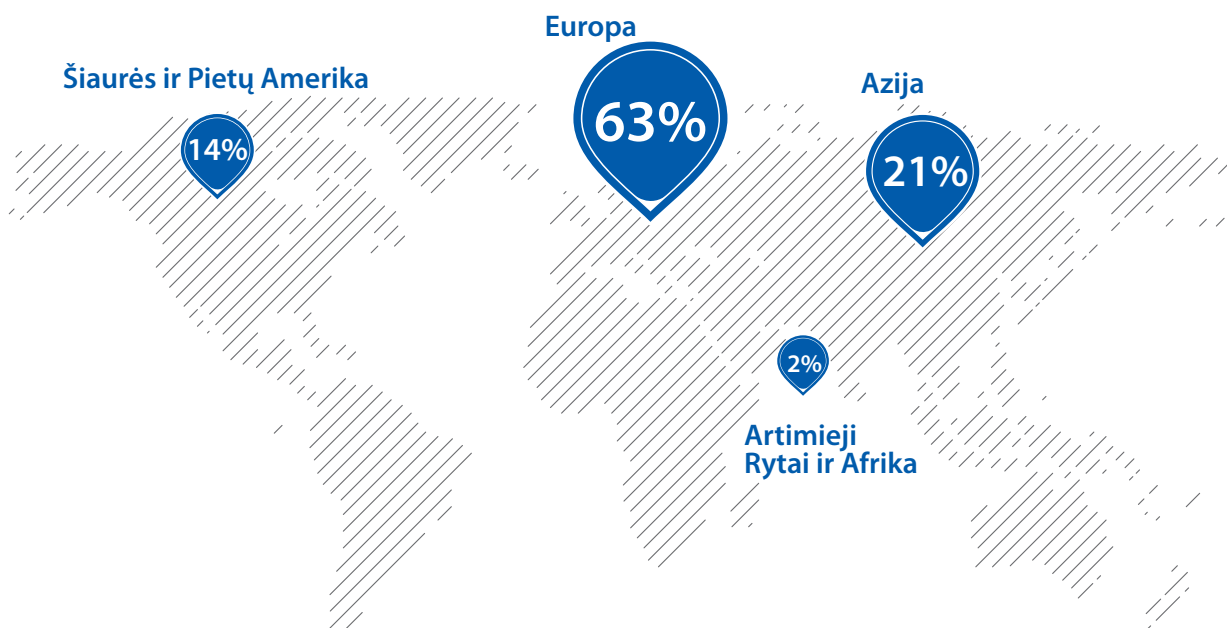 Europa
63%
Šiaurės ir Pietų Amerika
14%
Azija
21%
2%
Artimieji
Rytai ir Afrika